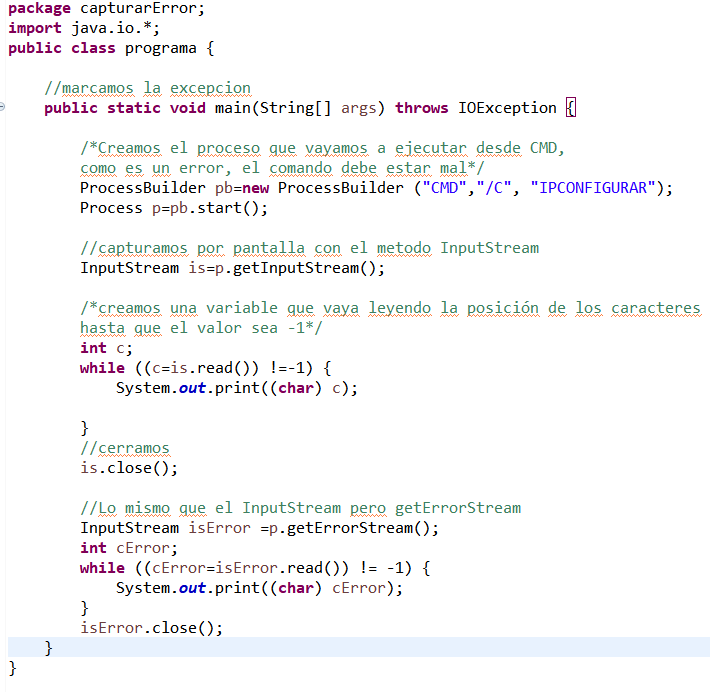 package capturarError;
import java.io.*;
public class programa {
//marcamos la excepcion
public static void main(String[] args) throws IOException {
/*Creamos el proceso que vayamos a ejecutar desde CMD,
como es un error, el comando debe estar mal*/
ProcessBuilder pb=new ProcessBuilder ("CMD","/C", "IPCONFIGURAR");
Process p=pb.start();
//capturamos por pantalla con el metodo InputStream
InputStream is=p.getInputStream();
/*creamos una variable que vaya leyendo la posición de los caracteres
hasta que el valor sea -1*/
int c;
while ((c=is.read()) !=-1) {
System.out.print((char) c);
}
//cerramos
is.close();
//Lo mismo que el InputStream pero getErrorStream
InputStream isError =p.getErrorStream();
int cError;
while ((cError=isError.read()) != -1) {
System.out.print((char) cError);
}
isError.close();
}
}